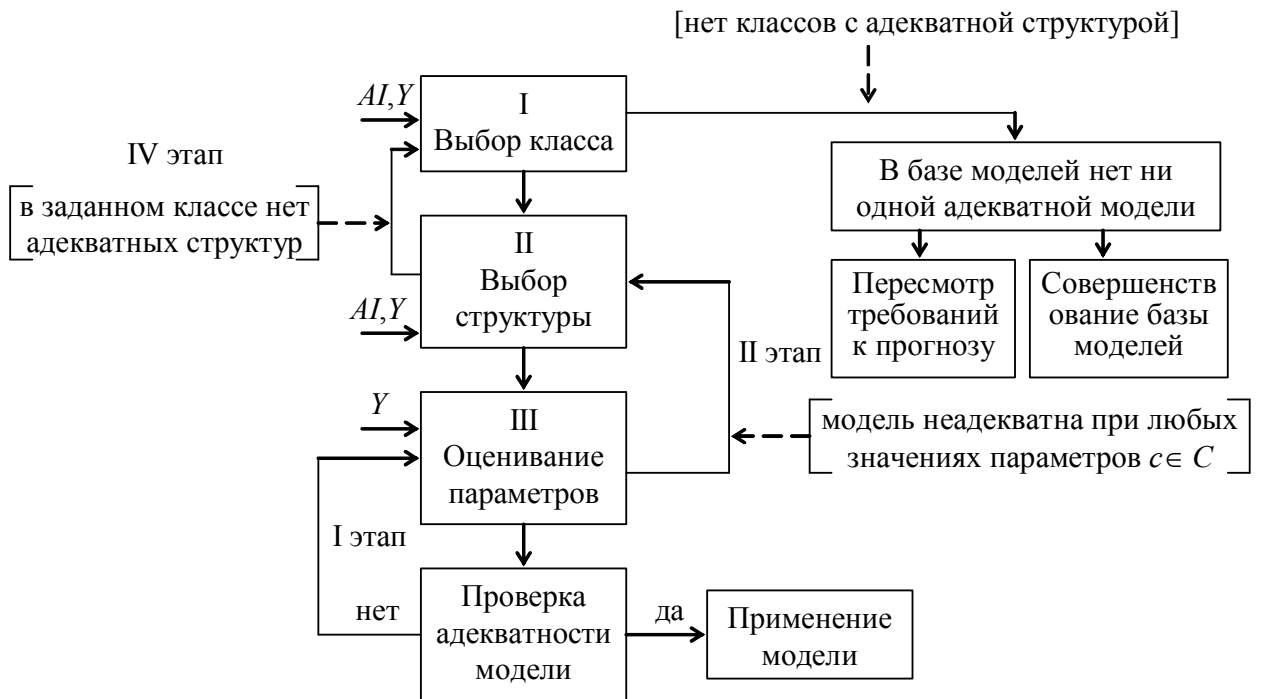 [нет классов с адекватной структурой]
AI,Y
I
Выбор класса
IV этап
в заданном классе нет
адекватных структур
В базе моделей нет ни
одной адекватной модели
II
Выбор
структуры
AI,Y
Пересмотр
требований
к прогнозу
Совершенств
ование базы
моделей
II этап
Y
III
Оценивание
параметров
модель неадекватна при любых
значениях параметров c∈ C
I этап
нет
Проверка
адекватности
модели
да
Применение
модели